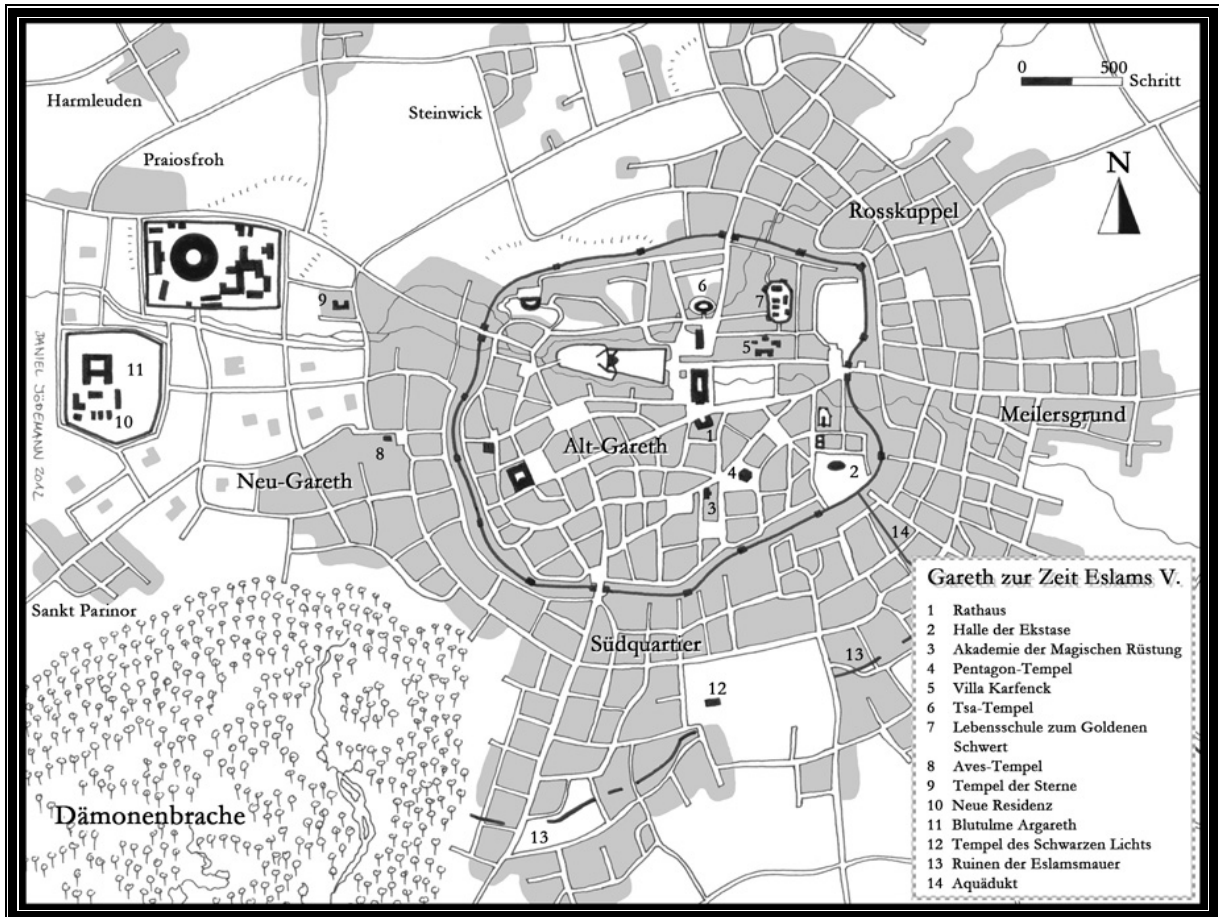 Harmleuden
Steinwick
0 500 Schritt
Praiosfroh
N
Rosskuppel
6
7
9
5
11
10
Meilersgrund
1
Alt-Gareth
8
4
2
Neu-Gareth
3
14
DANIEL JÖDEMANN 2012
Sankt Parinor
Südquartier
13
12
Dämonenbrache
13
Gareth zur Zeit Eslams V.
1 Rathaus
2 Halle der Ekstase
3 Akademie der Magischen Rüstung
4 Pentagon-Tempel
5 Villa Karfenck
6 Tsa-Tempel
7 Lebensschule zum Goldenen
Schwert
8 Aves-Tempel
9 Tempel der Sterne
10 Neue Residenz
11 Blutulme Argareth
12 Tempel des Schwarzen Lichts
13 Ruinen der Eslamsmauer
14 Aquädukt